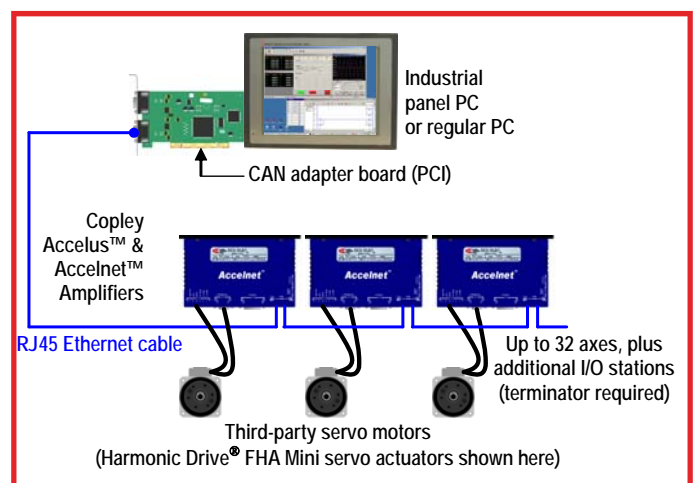 Industrial
panel PC
or regular PC
CAN adapter board (PCI)
Copley
Accelus™ &
Accelnet™
Amplifiers
Accelnet
Accelnet
Accelnet
RJ45 Ethernet cable
Up to 32 axes, plus
additional I/O stations
(terminator required)
Third-party servo motors
(Harmonic Drive® FHA Mini servo actuators shown here)